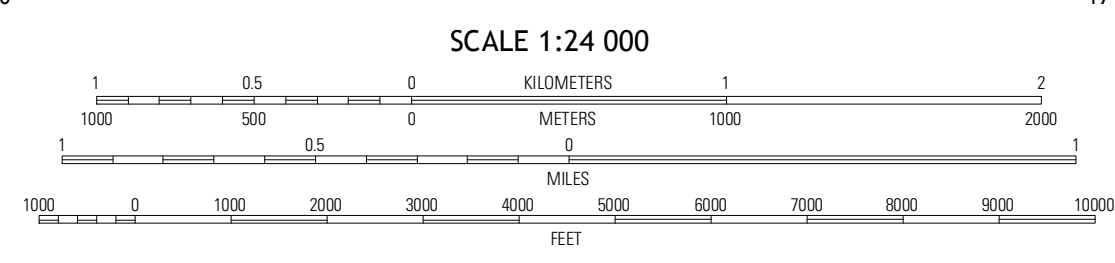 SCALE 1:24 000
1 0.5 0 KILOMETERS 1 2
1000 500 0 METERS 1000 2000
1 0.5 0 1
MILES
1000 0 1000 2000 3000 4000 5000 6000 7000 8000 9000 10000
FEET